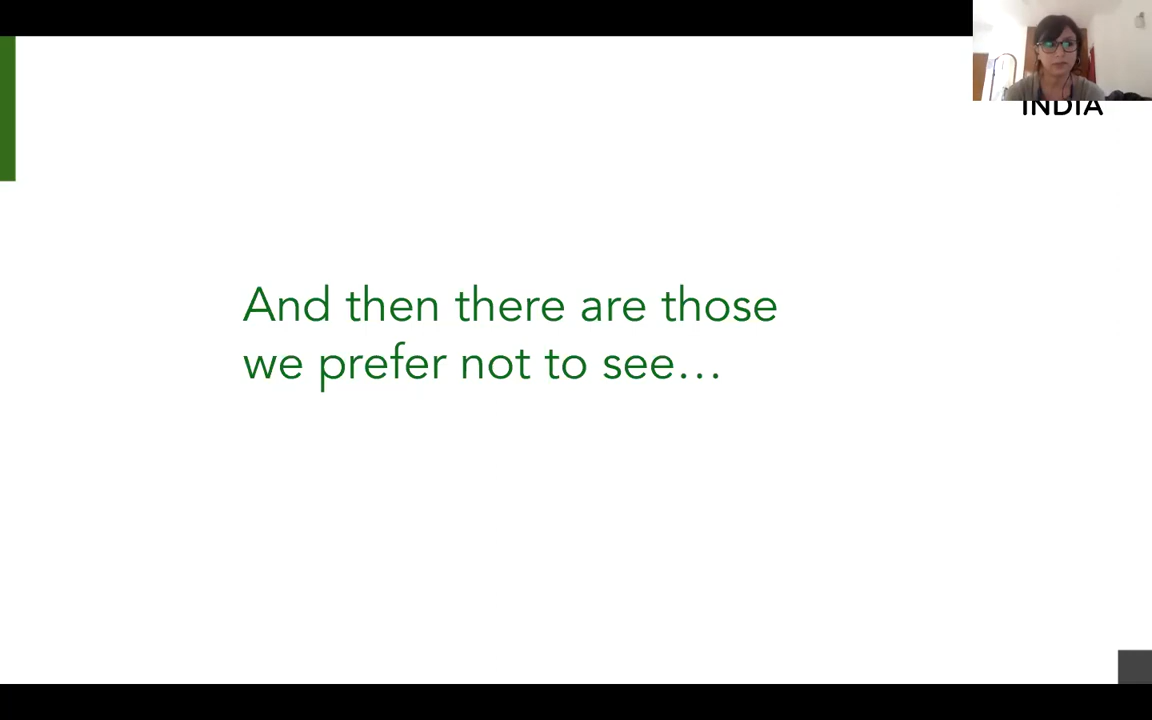 INDIA
And then there are those
we prefer not to see…